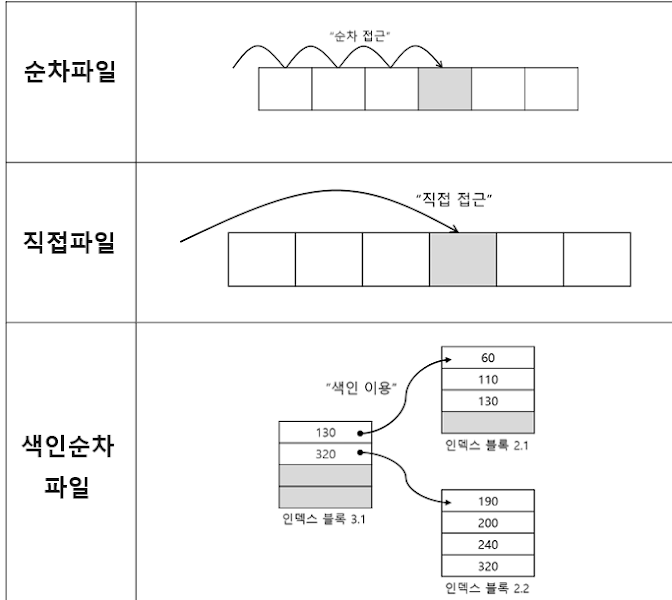 순차파일
"순차 접근"
직접파일
"직접 접근"
색인순차
파일
"색인 이용"
130
320
인덱스 블록 3.1
60
110
130
인덱스 블록 2.1
190
200
240
320
인덱스 블록 2.2